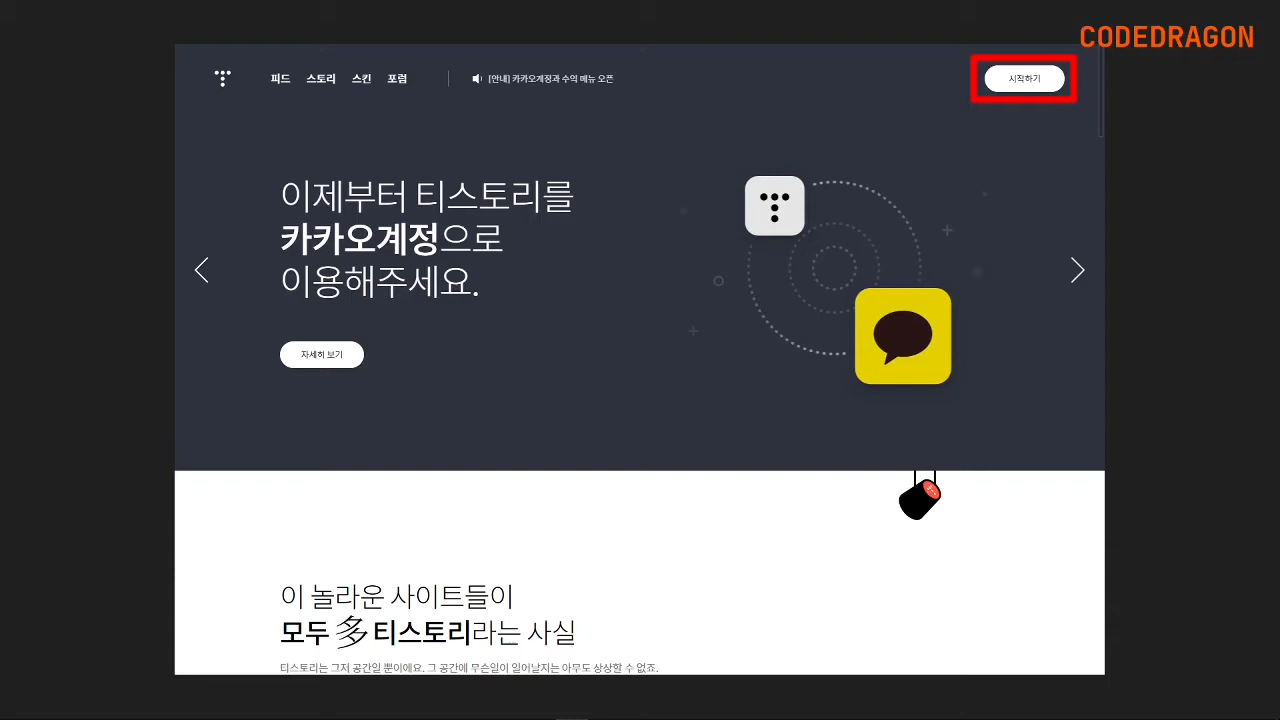 CODEDRAGON
피드 스토리 스킨 포럼 [안내] 카카오계정과 수익 메뉴 오픈 시작하기
이제부터 티스토리를
카카오계정으로
이용해주세요.
자세히 보기
이 놀라운 사이트들이
모두 多 티스토리라는 사실
티스토리는 그저 공간일 뿐이에요. 그 공간에 무슨일이 일어날지는 아무도 상상할 수 없죠.